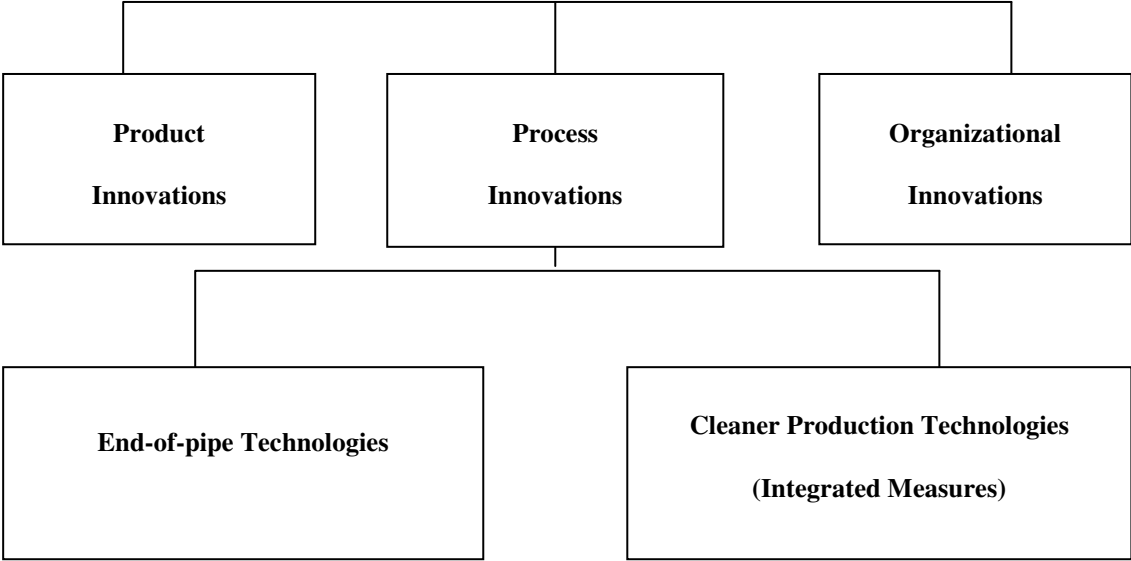 Product
Innovations
Process
Innovations
Organizational
Innovations
End-of-pipe Technologies
Cleaner Production Technologies
(Integrated Measures)